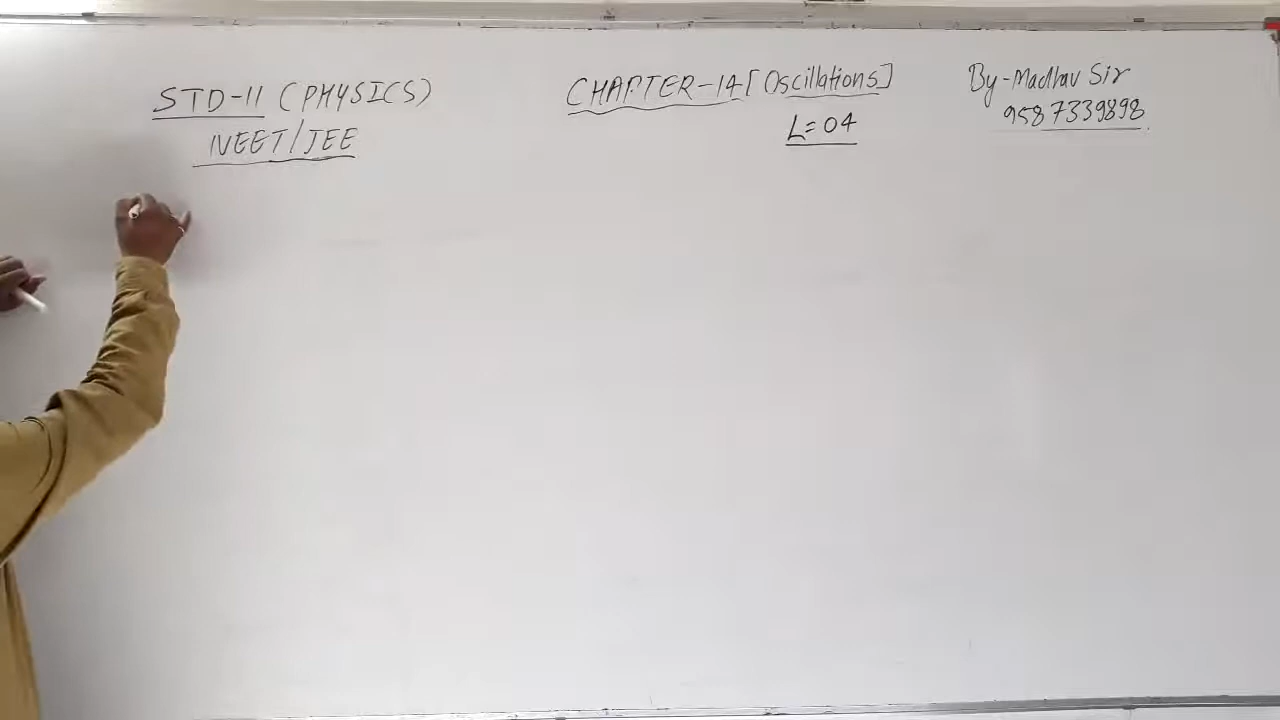 STD-11 (PHYSICS)
NEET/JEE
CHAPTER-14 [Oscillations]
L=04
By-Madhav Sir
9587339898